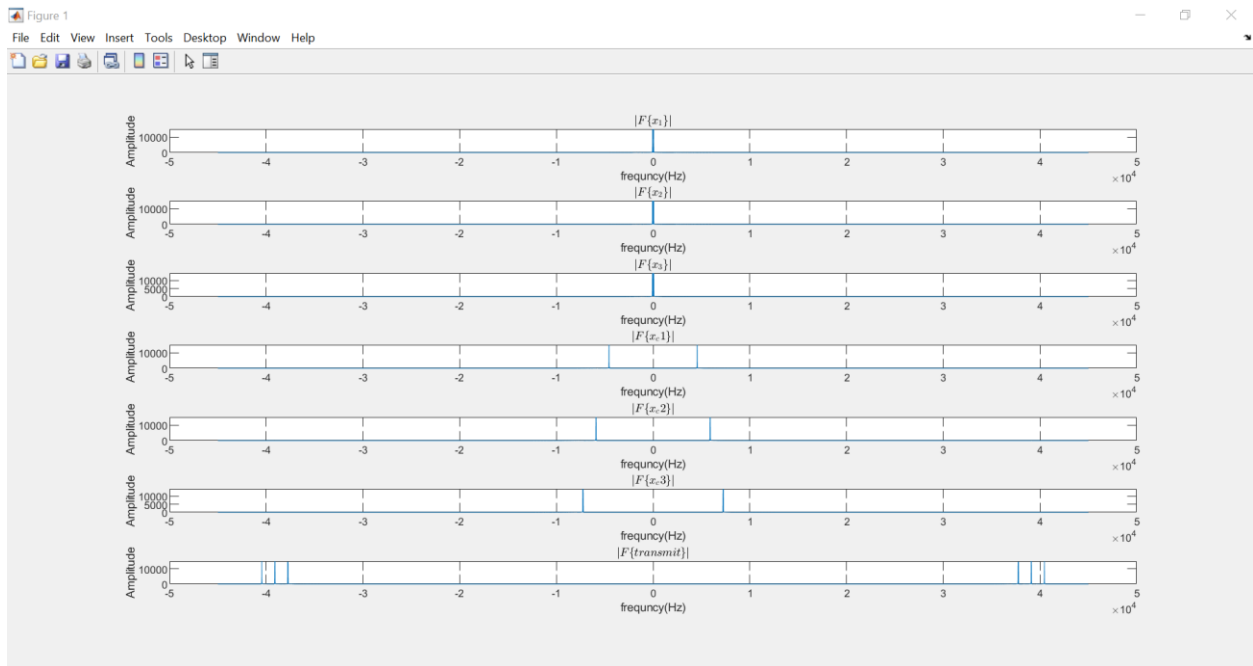 Figure 1
File Edit View Insert Tools Desktop Window Help
|F{x₁}|
Amplitude
10000
0
-5 -4 -3 -2 -1 0 1 2 3 4 5
frequncy(Hz)
×10⁴
|F{x₂}|
Amplitude
10000
0
-5 -4 -3 -2 -1 0 1 2 3 4 5
frequncy(Hz)
×10⁴
|F{x₃}|
Amplitude
10000
5000
0
-5 -4 -3 -2 -1 0 1 2 3 4 5
frequncy(Hz)
×10⁴
|F{x_c1}|
Amplitude
10000
0
-5 -4 -3 -2 -1 0 1 2 3 4 5
frequncy(Hz)
×10⁴
|F{x_c2}|
Amplitude
10000
0
-5 -4 -3 -2 -1 0 1 2 3 4 5
frequncy(Hz)
×10⁴
|F{x_c3}|
Amplitude
10000
5000
0
-5 -4 -3 -2 -1 0 1 2 3 4 5
frequncy(Hz)
×10⁴
|F{transmit}|
Amplitude
10000
0
-5 -4 -3 -2 -1 0 1 2 3 4 5
frequncy(Hz)
×10⁴